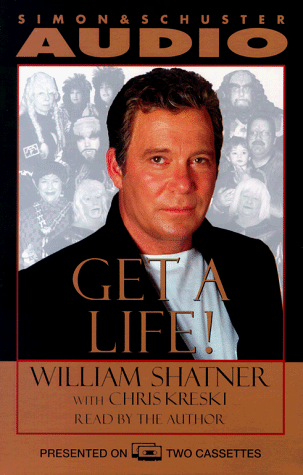 SIMON & SCHUSTER
AUDIO
GET A
LIFE!
WILLIAM SHATNER
WITH CHRIS KRESKI
READ BY THE AUTHOR
PRESENTED ON TWO CASSETTES